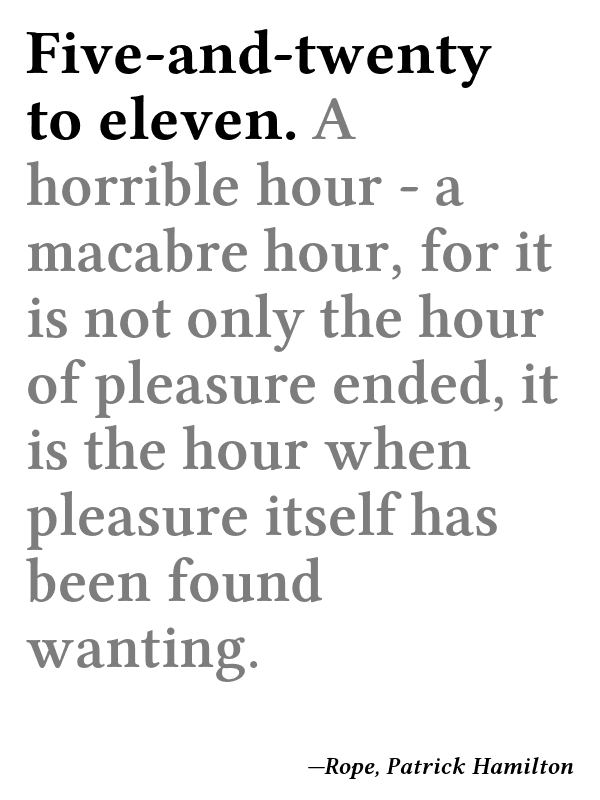 Five-and-twenty
to eleven. A
horrible hour - a
macabre hour, for it
is not only the hour
of pleasure ended, it
is the hour when
pleasure itself has
been found
wanting.
—Rope, Patrick Hamilton